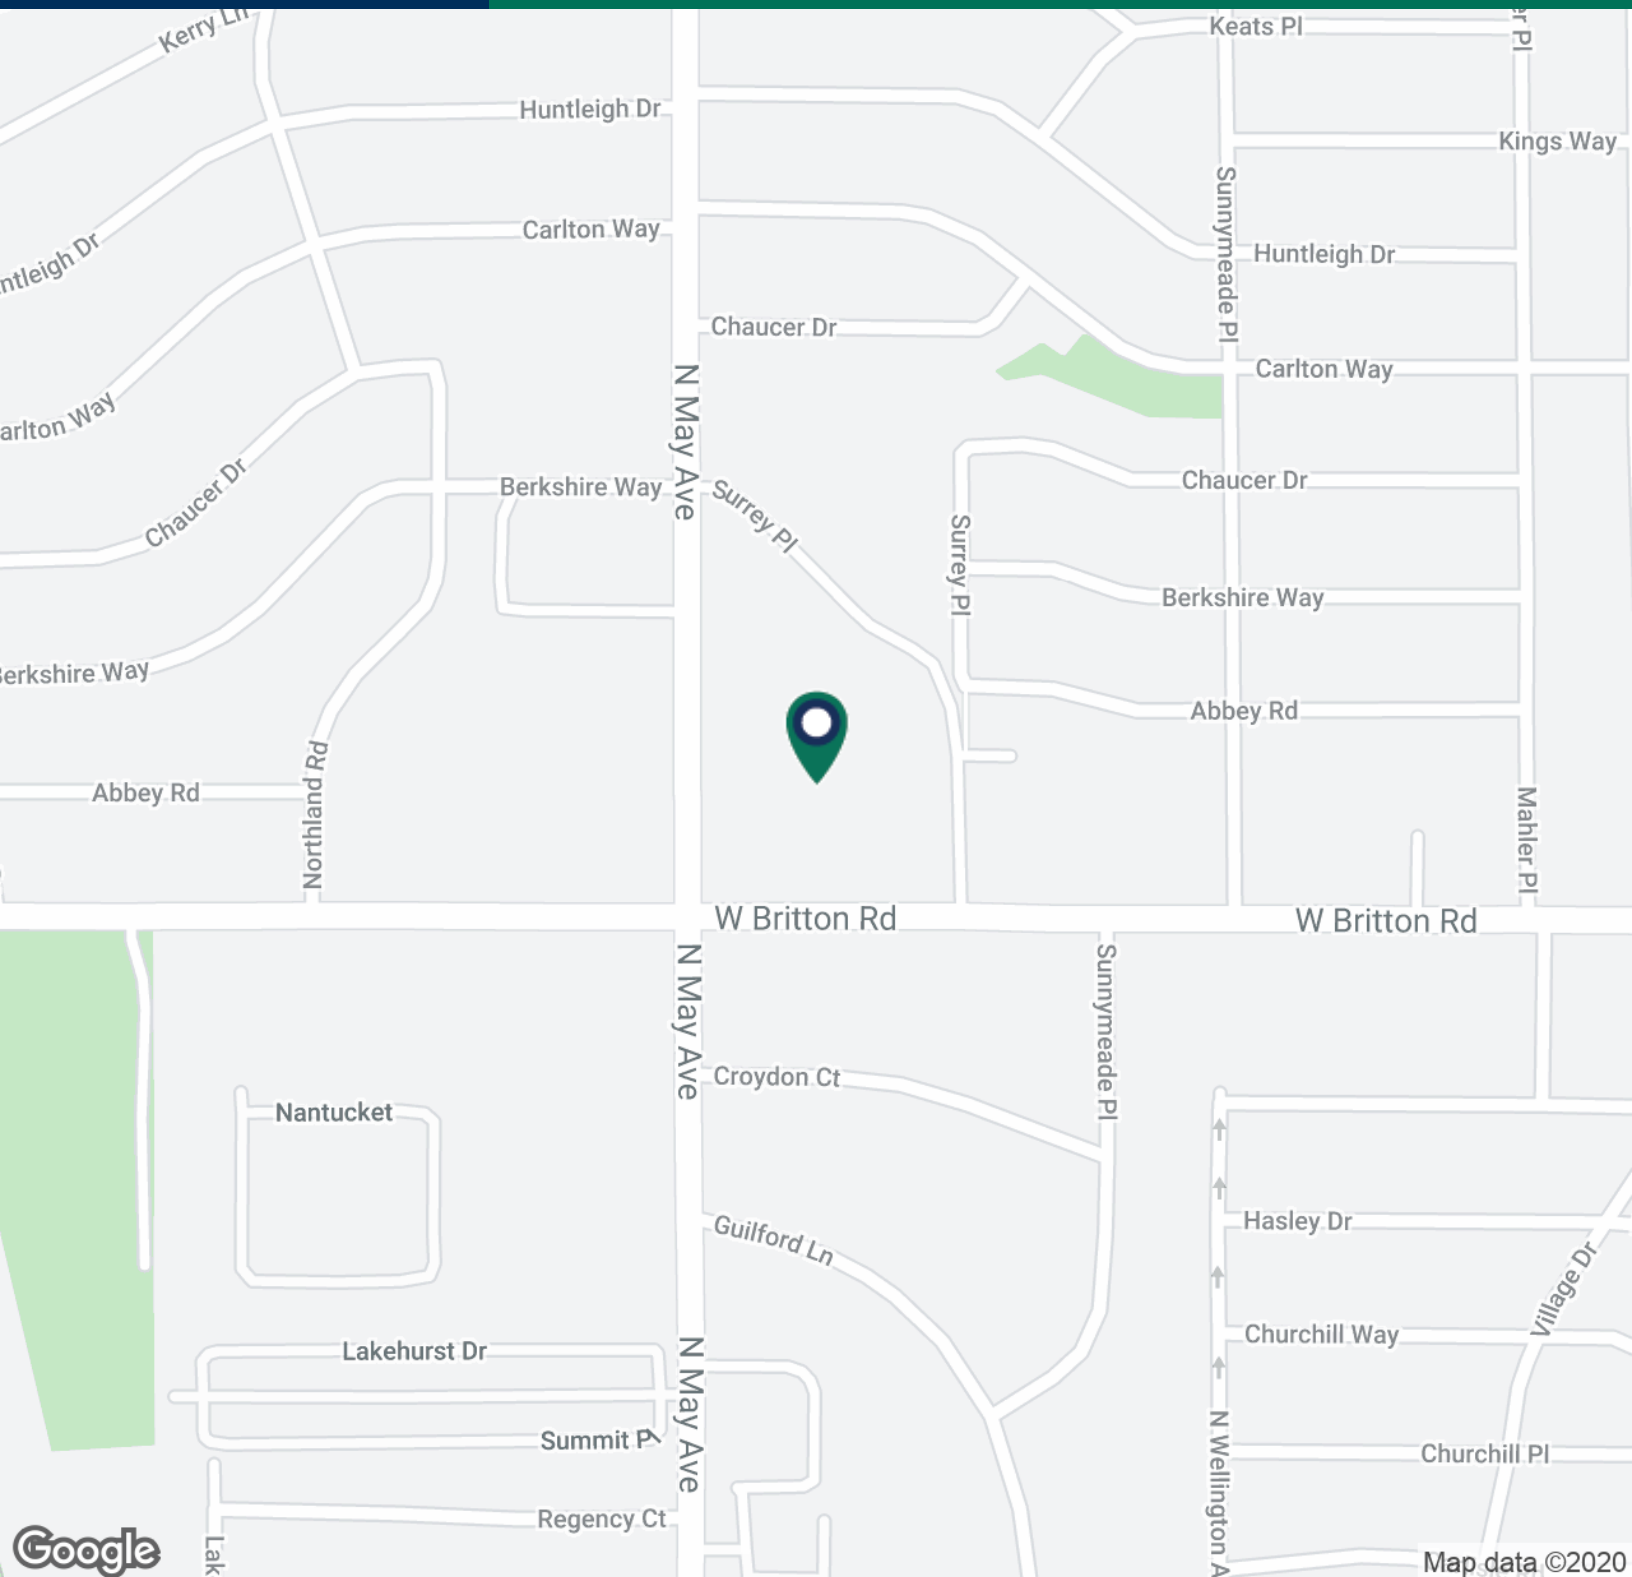 Kerry Ln
Keats Pl
er Pl
Huntleigh Dr
Kings Way
Sunnymeade Pl
Carlton Way
ntleigh Dr
Huntleigh Dr
Chaucer Dr
N May Ave
Carlton Way
arlton Way
Chaucer Dr
Berkshire Way
Surrey Pl
Chaucer Dr
Surrey Pl
Berkshire Way
Berkshire Way
Abbey Rd
Abbey Rd
Northland Rd
Mahler Pl
W Britton Rd
W Britton Rd
N May Ave
Sunnymeade Pl
Croydon Ct
Nantucket
Guilford Ln
Hasley Dr
Village Dr
Churchill Way
Lakehurst Dr
N May Ave
Summit P
N Wellington A
Churchill Pl
Regency Ct
Lak
Google
Map data ©2020